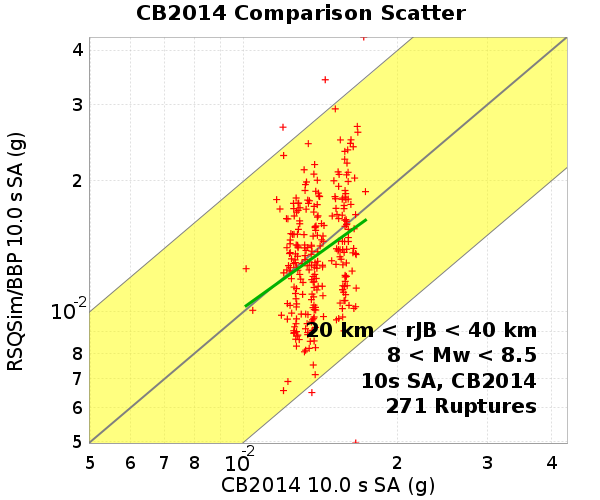 CB2014 Comparison Scatter
RSQSim/BBP 10.0 s SA (g)
4
3
2
10-2
8
7
6
5
20 km < rJB < 40 km
8 < Mw < 8.5
10s SA, CB2014
271 Ruptures
5 6 7 8 10-2 2 3 4
CB2014 10.0 s SA (g)